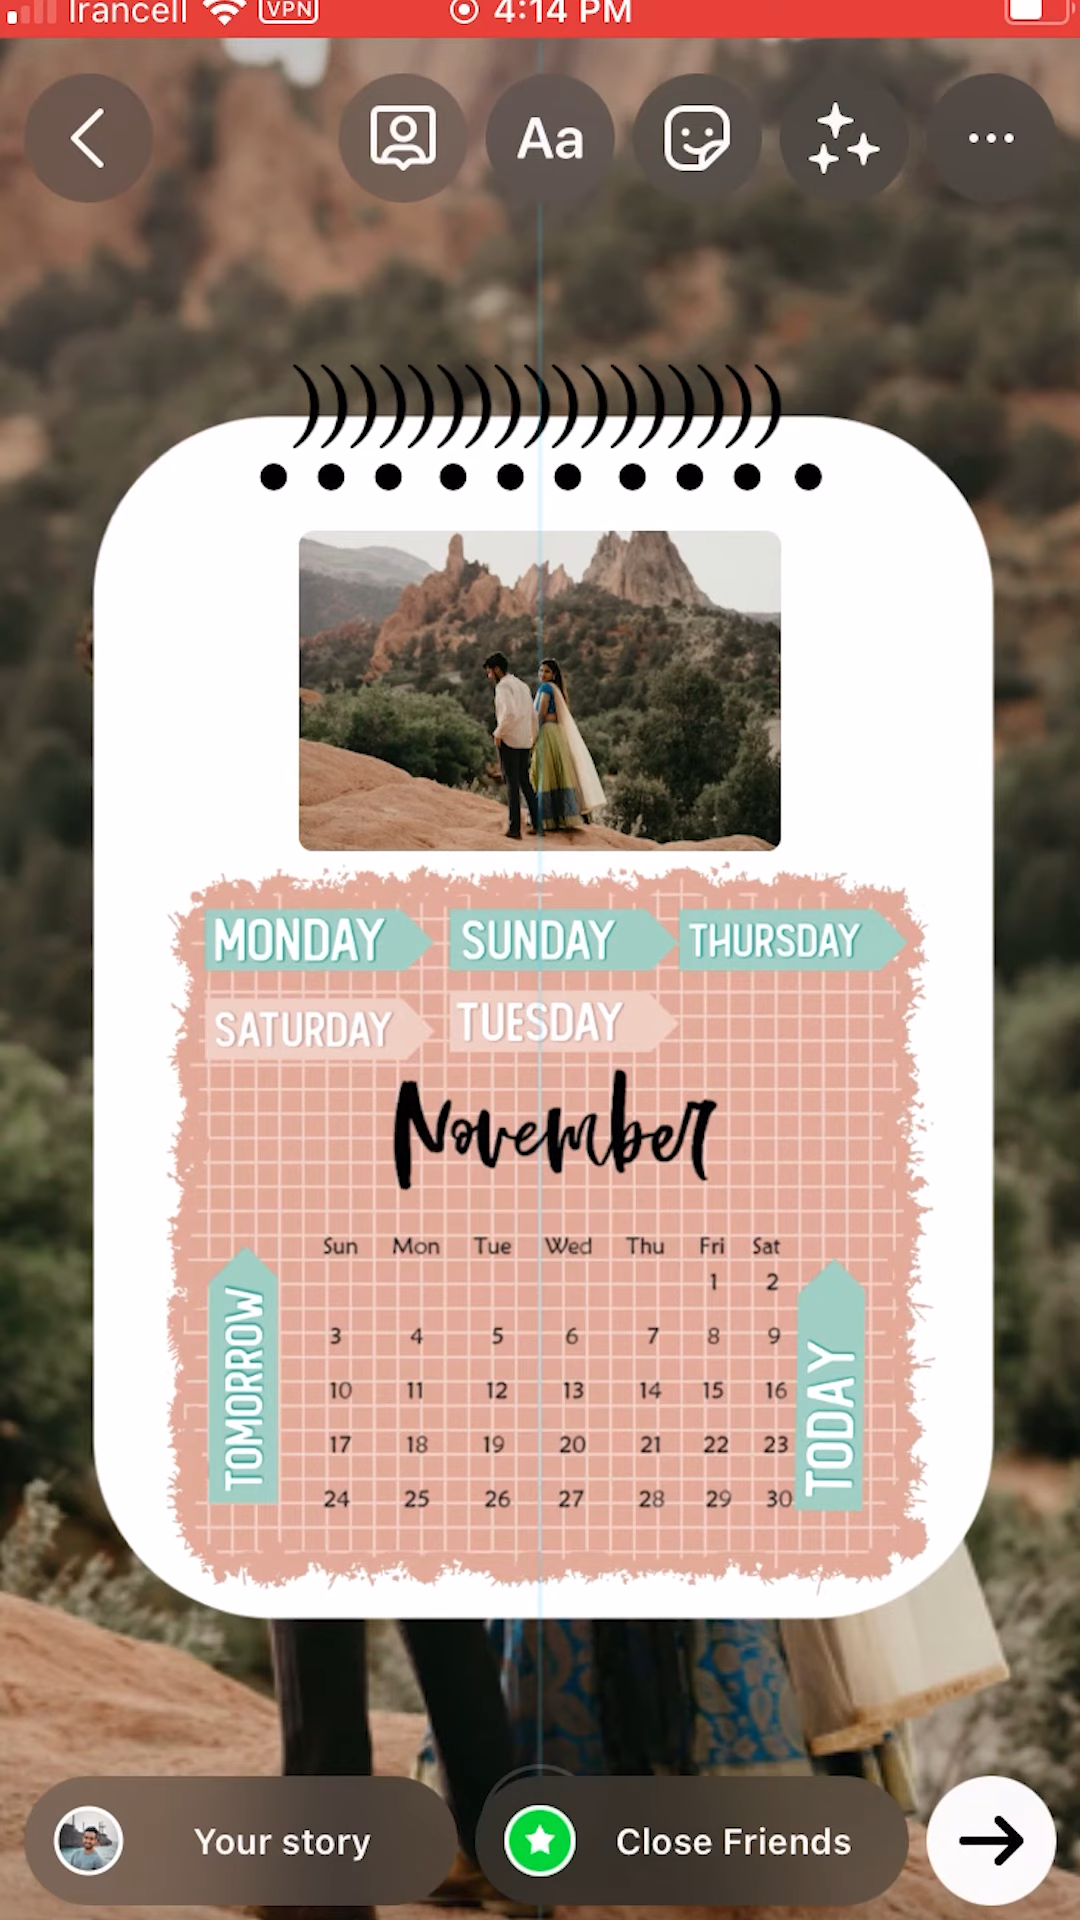 Irancell VPN 4:14 PM
Aa
MONDAY SUNDAY THURSDAY
SATURDAY TUESDAY
November
Sun Mon Tue Wed Thu Fri Sat
1 2
3 4 5 6 7 8 9
10 11 12 13 14 15 16
17 18 19 20 21 22 23
24 25 26 27 28 29 30
TOMORROW
TODAY
Your story Close Friends